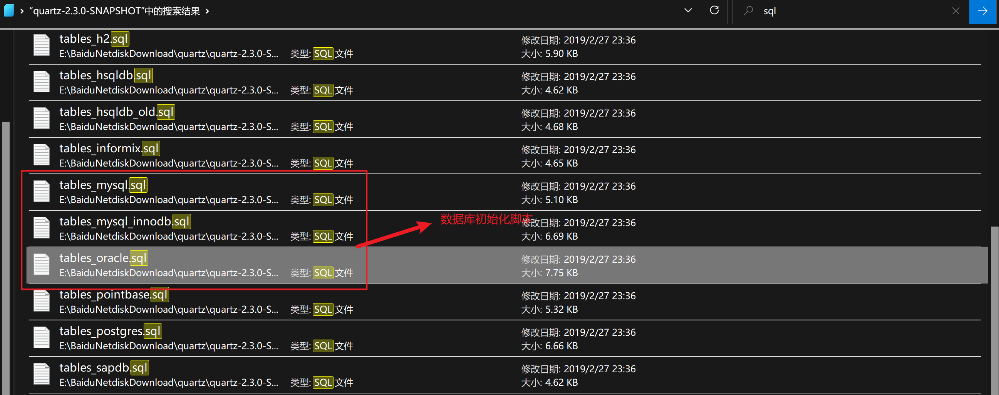 “quartz-2.3.0-SNAPSHOT”中的搜索结果
sql
tables_h2.sql
修改日期: 2019/2/27 23:36
E:\BaiduNetdiskDownload\quartz\quartz-2.3.0-S... 类型: SQL 文件
大小: 5.90 KB
tables_hsqldb.sql
修改日期: 2019/2/27 23:36
E:\BaiduNetdiskDownload\quartz\quartz-2.3.0-S... 类型: SQL 文件
大小: 4.62 KB
tables_hsqldb_old.sql
修改日期: 2019/2/27 23:36
E:\BaiduNetdiskDownload\quartz\quartz-2.3.0-S... 类型: SQL 文件
大小: 4.68 KB
tables_informix.sql
修改日期: 2019/2/27 23:36
E:\BaiduNetdiskDownload\quartz\quartz-2.3.0-S... 类型: SQL 文件
大小: 4.65 KB
tables_mysql.sql
修改日期: 2019/2/27 23:36
E:\BaiduNetdiskDownload\quartz\quartz-2.3.0-S... 类型: SQL 文件
大小: 5.10 KB
数据库初始化脚本
tables_mysql_innodb.sql
修改日期: 2019/2/27 23:36
E:\BaiduNetdiskDownload\quartz\quartz-2.3.0-S... 类型: SQL 文件
大小: 6.69 KB
tables_oracle.sql
修改日期: 2019/2/27 23:36
E:\BaiduNetdiskDownload\quartz\quartz-2.3.0-S... 类型: SQL 文件
大小: 7.75 KB
tables_pointbase.sql
修改日期: 2019/2/27 23:36
E:\BaiduNetdiskDownload\quartz\quartz-2.3.0-S... 类型: SQL 文件
大小: 5.32 KB
tables_postgres.sql
修改日期: 2019/2/27 23:36
E:\BaiduNetdiskDownload\quartz\quartz-2.3.0-S... 类型: SQL 文件
大小: 6.66 KB
tables_sapdb.sql
修改日期: 2019/2/27 23:36
E:\BaiduNetdiskDownload\quartz\quartz-2.3.0-S... 类型: SQL 文件
大小: 4.62 KB